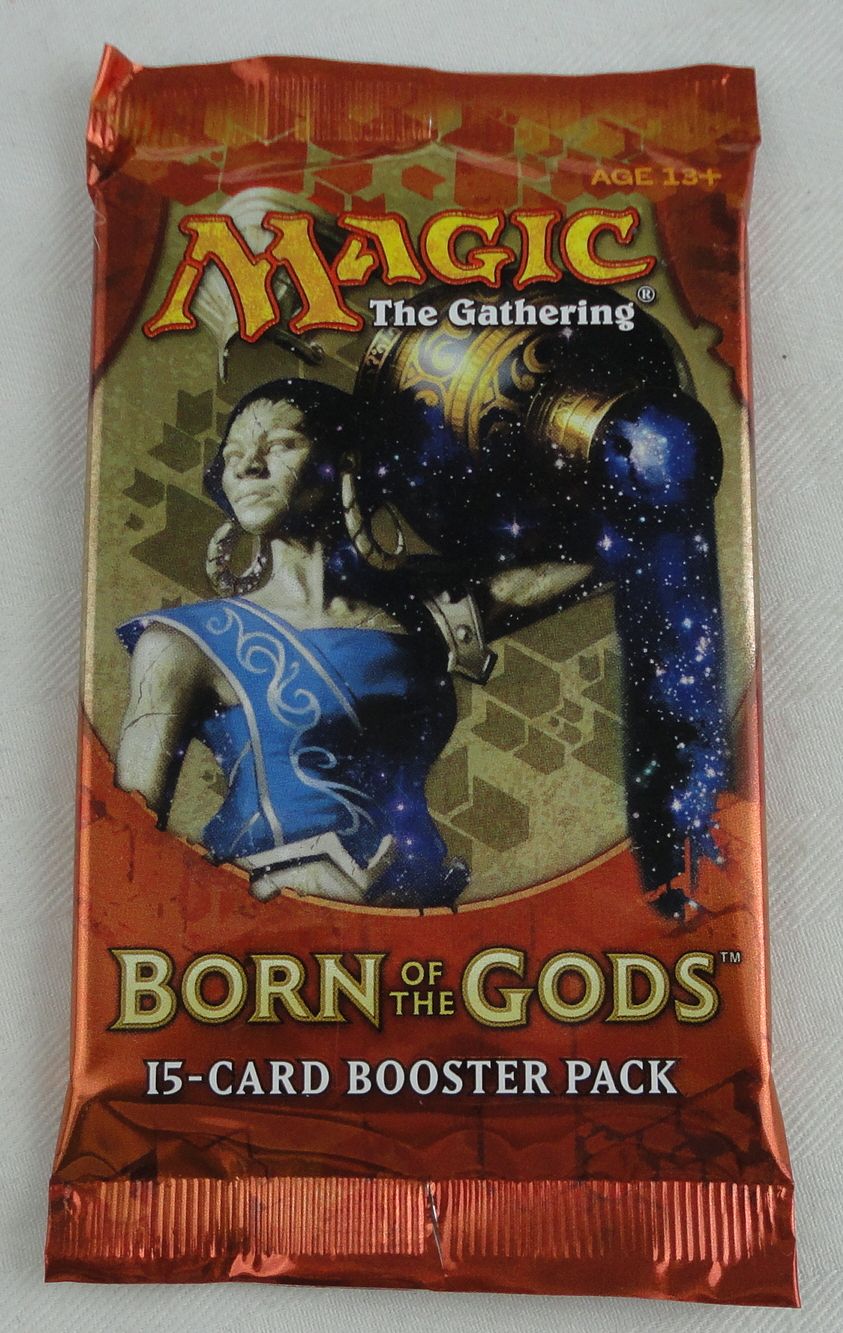 AGE 13+
MAGIC
The Gathering®
BORN OF THE GODS™
15-CARD BOOSTER PACK